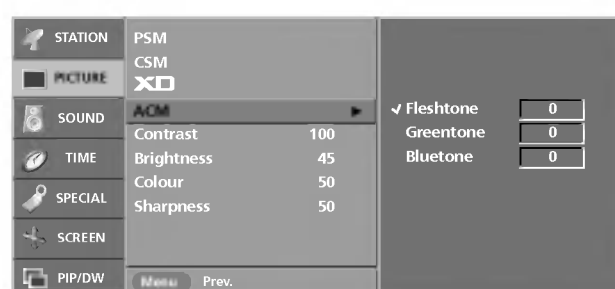 STATION
PICTURE
SOUND
TIME
SPECIAL
SCREEN
PIP/DW
PSM
CSM
XD
ACM
Contrast 100
Brightness 45
Colour 50
Sharpness 50
Menu Prev.
✓ Fleshtone 0
Greentone 0
Bluetone 0